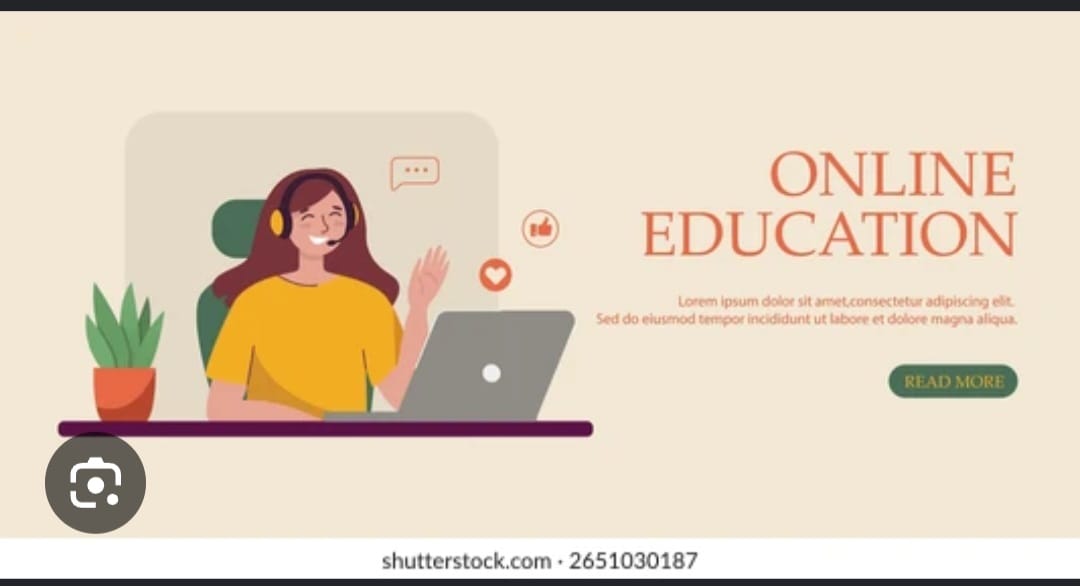 ONLINE
EDUCATION
Lorem ipsum dolor sit amet,consectetur adipiscing elit.
Sed do eiusmod tempor incididunt ut labore et dolore magna aliqua.
READ MORE
shutterstock.com · 2651030187